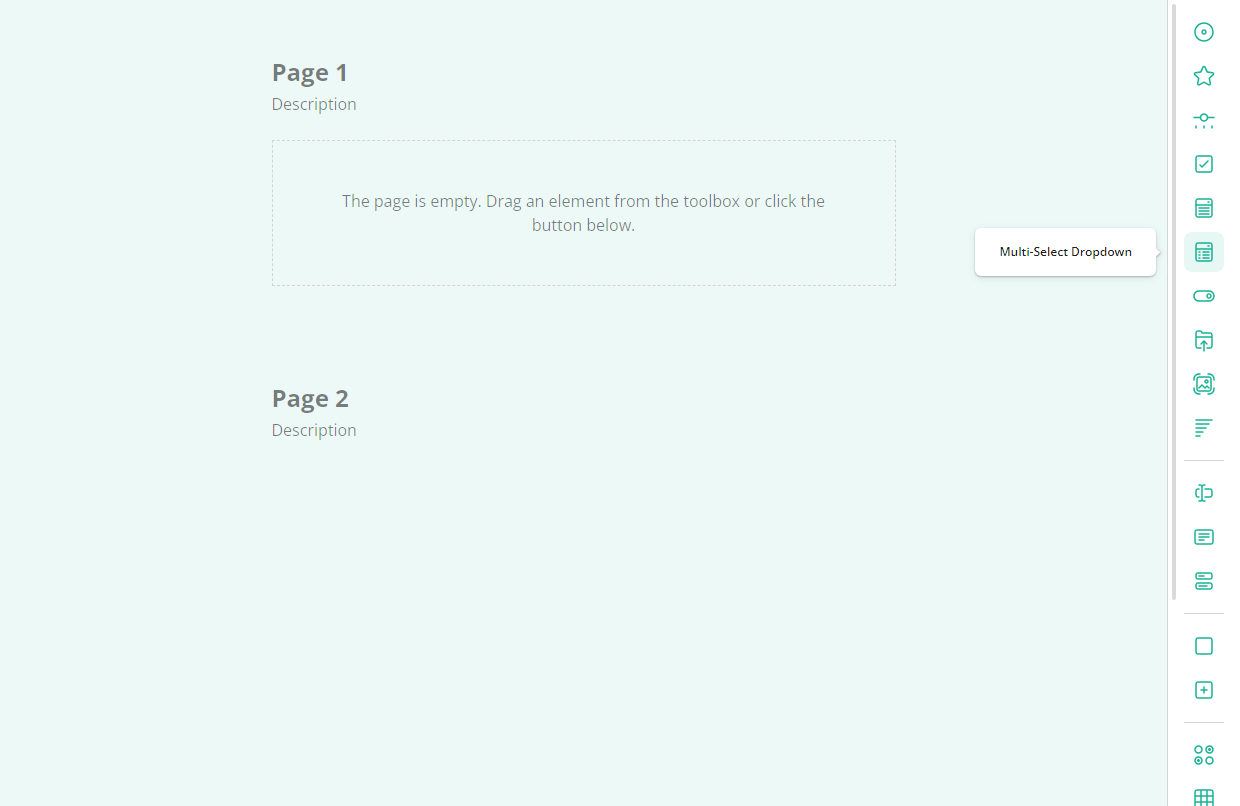 Page 1
Description
The page is empty. Drag an element from the toolbox or click the
button below.
Multi-Select Dropdown
Page 2
Description